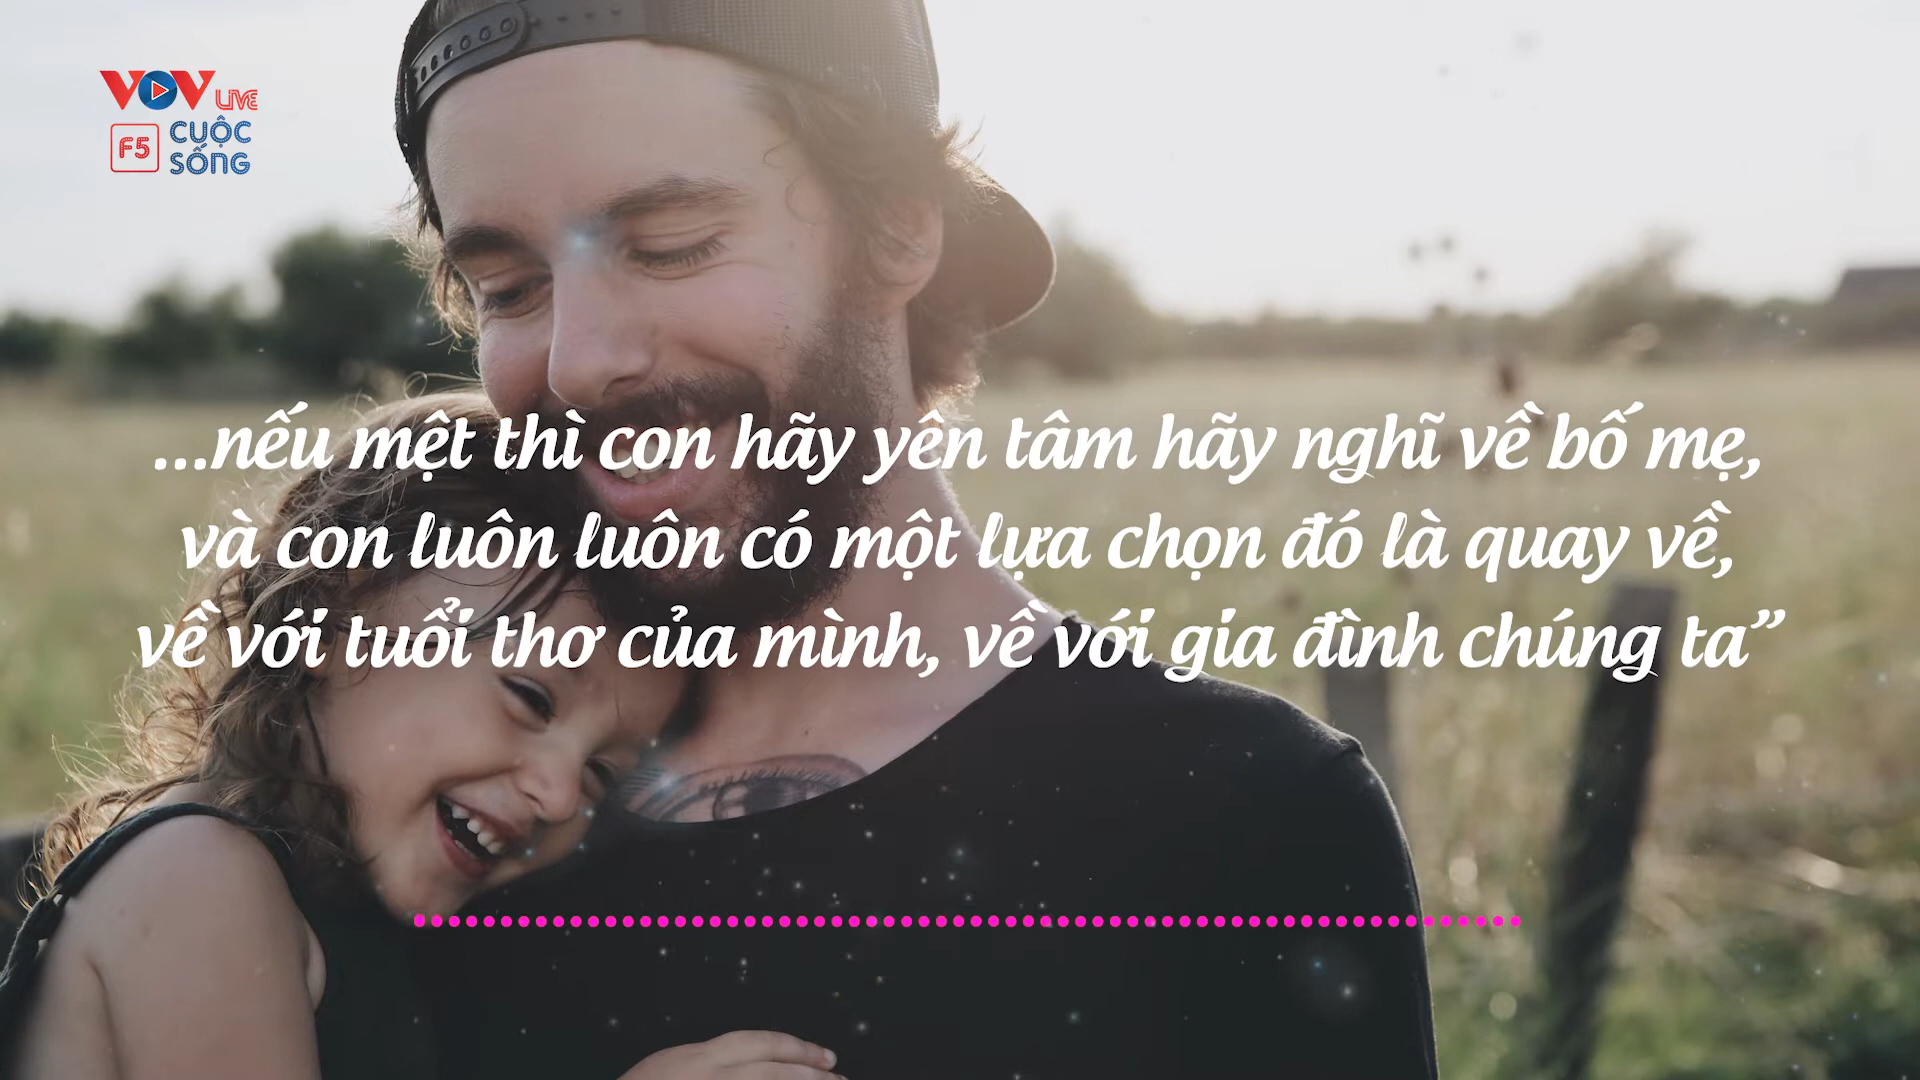 VOV LIVE
F5 CUỘC
SỐNG
...nếu mệt thì con hãy yên tâm hãy nghĩ về bố mẹ,
và con luôn luôn có một lựa chọn đó là quay về,
về với tuổi thơ của mình, về với gia đình chúng ta”